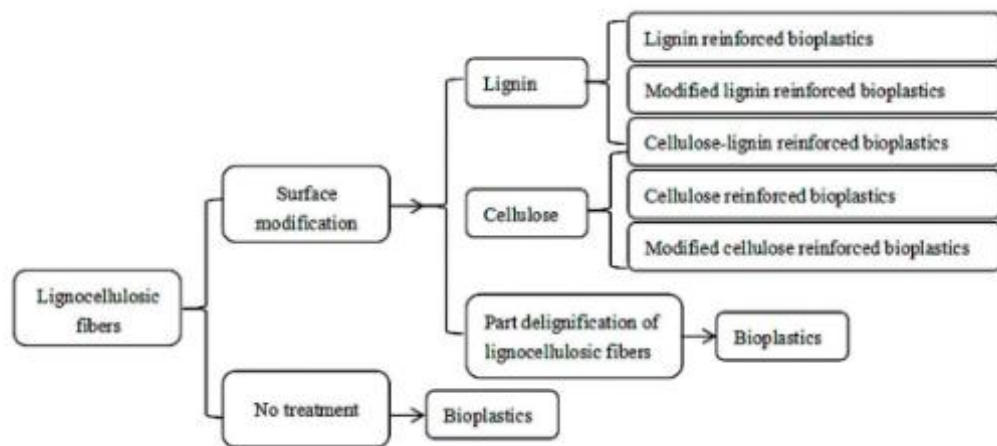 Lignin reinforced bioplastics
Lignin
Modified lignin reinforced bioplastics
Cellulose-lignin reinforced bioplastics
Surface
modification
Cellulose
Cellulose reinforced bioplastics
Modified cellulose reinforced bioplastics
Lignocellulosic
fibers
Part delignification of
lignocellulosic fibers
Bioplastics
No treatment
Bioplastics